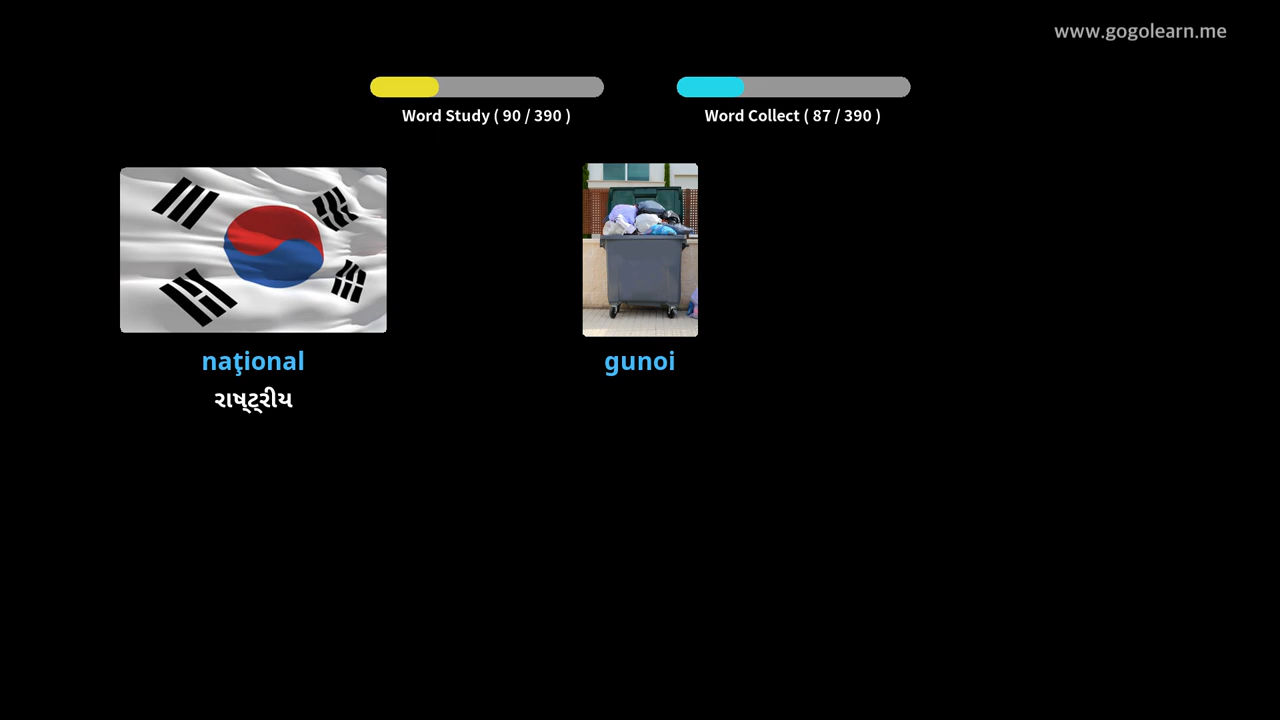 www.gogolearn.me
Word Study ( 90 / 390 )
Word Collect ( 87 / 390 )
naţional
રાષ્ટ્રીય
gunoi